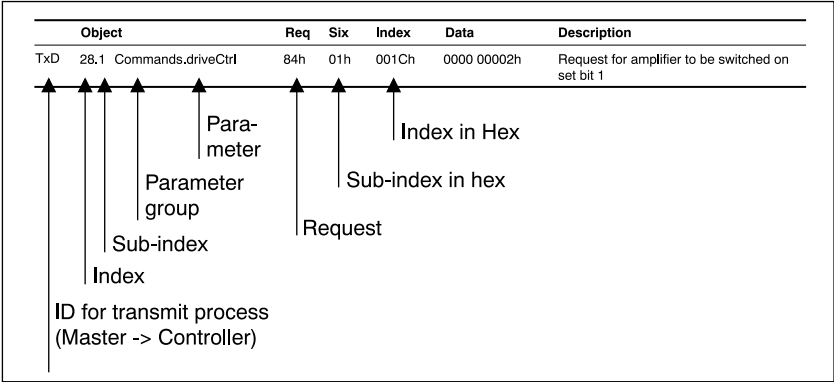 Object Req Six Index Data Description
TxD 28.1 Commands.driveCtrl 84h 01h 001Ch 0000 00002h Request for amplifier to be switched on
set bit 1
Para-
meter
Index in Hex
Parameter
group
Sub-index in hex
Request
Sub-index
Index
ID for transmit process
(Master -> Controller)